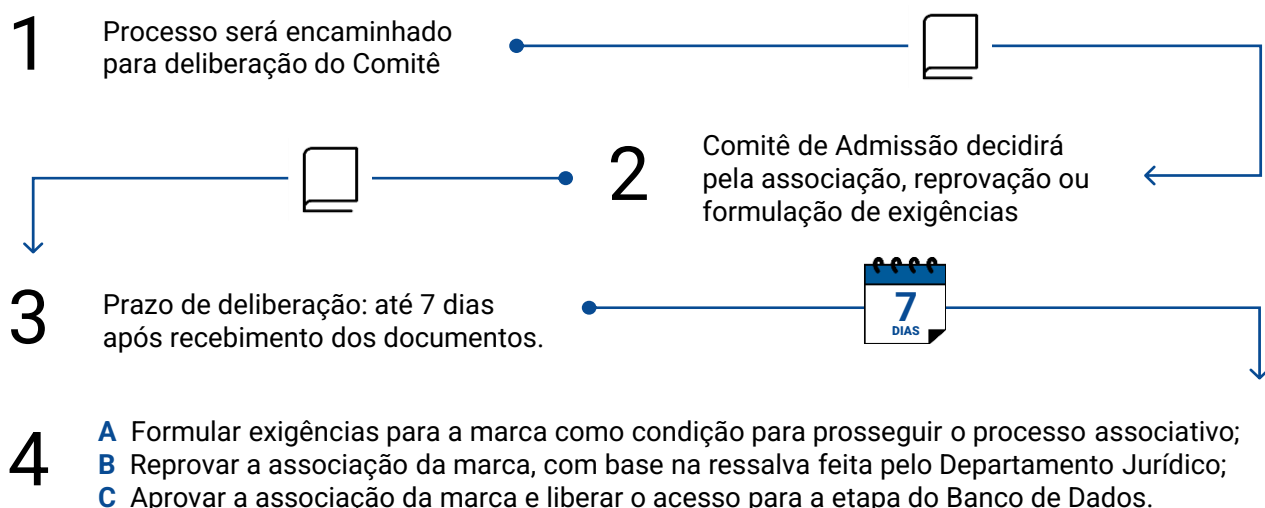 1
Processo será encaminhado
para deliberação do Comitê
2
Comitê de Admissão decidirá
pela associação, reprovação ou
formulação de exigências
3
Prazo de deliberação: até 7 dias
após recebimento dos documentos.
7
DIAS
4
A Formular exigências para a marca como condição para prosseguir o processo associativo;
B Reprovar a associação da marca, com base na ressalva feita pelo Departamento Jurídico;
C Aprovar a associação da marca e liberar o acesso para a etapa do Banco de Dados.